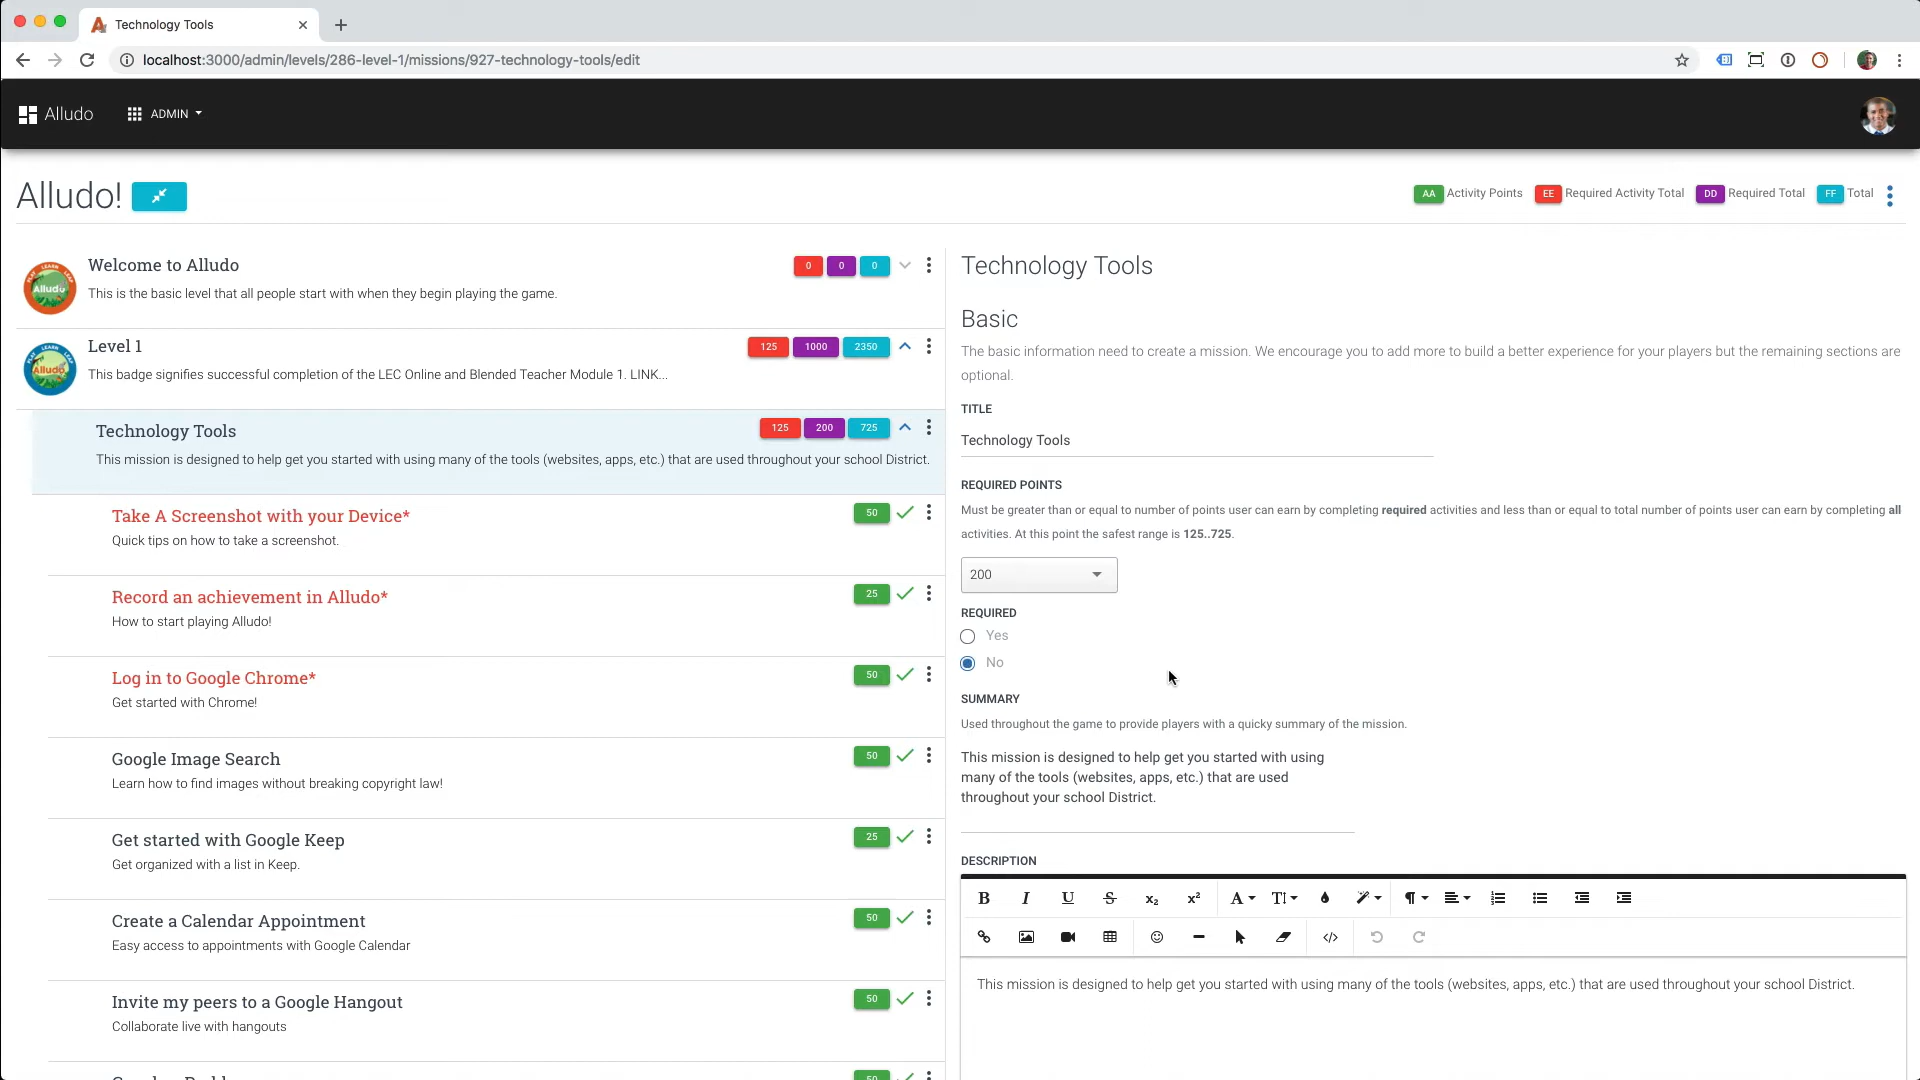 Technology Tools
localhost:3000/admin/levels/286-level-1/missions/927-technology-tools/edit
Alludo
ADMIN
Alludo!
AA Activity Points EE Required Activity Total DD Required Total FF Total
Welcome to Alludo
0 0 0
This is the basic level that all people start with when they begin playing the game.
Level 1
125 1000 2350
This badge signifies successful completion of the LEC Online and Blended Teacher Module 1. LINK...
Technology Tools
125 200 725
This mission is designed to help get you started with using many of the tools (websites, apps, etc.) that are used throughout your school District.
Take A Screenshot with your Device*
50
Quick tips on how to take a screenshot.
Record an achievement in Alludo*
25
How to start playing Alludo!
Log in to Google Chrome*
50
Get started with Chrome!
Google Image Search
50
Learn how to find images without breaking copyright law!
Get started with Google Keep
25
Get organized with a list in Keep.
Create a Calendar Appointment
50
Easy access to appointments with Google Calendar
Invite my peers to a Google Hangout
50
Collaborate live with hangouts
50
Technology Tools
Basic
The basic information need to create a mission. We encourage you to add more to build a better experience for your players but the remaining sections are
optional.
TITLE
Technology Tools
REQUIRED POINTS
Must be greater than or equal to number of points user can earn by completing required activities and less than or equal to total number of points user can earn by completing all
activities. At this point the safest range is 125..725.
200
REQUIRED
Yes
No
SUMMARY
Used throughout the game to provide players with a quicky summary of the mission.
This mission is designed to help get you started with using
many of the tools (websites, apps, etc.) that are used
throughout your school District.
DESCRIPTION
This mission is designed to help get you started with using many of the tools (websites, apps, etc.) that are used throughout your school District.